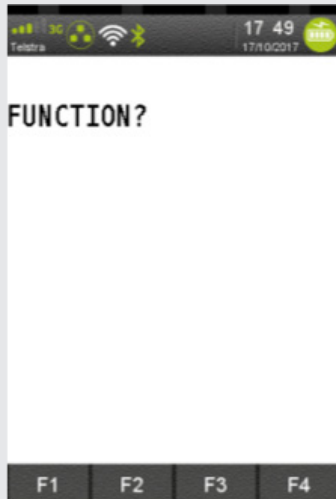 3G
17 49
Telstra
17/10/2017
FUNCTION?
F1 F2 F3 F4